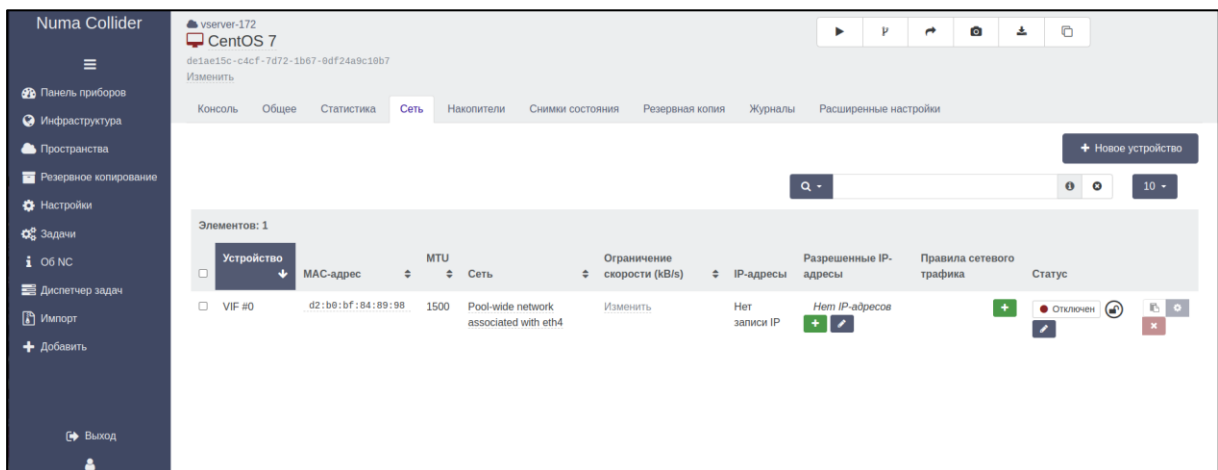 Numa Collider
Панель приборов
Инфраструктура
Пространства
Резервное копирование
Настройки
Задачи
Об NC
Диспетчер задач
Импорт
Добавить
Выход
vserver-172
CentOS 7
de1ae15c-c4cf-7d72-1b67-0df24a9c10b7
Изменить
Консоль Общее Статистика Сеть Накопители Снимки состояния Резервная копия Журналы Расширенные настройки
+ Новое устройство
10
Элементов: 1
Устройство MAC-адрес MTU Сеть Ограничение скорости (kB/s) IP-адресы Разрешенные IP-адресы Правила сетевого трафика Статус
VIF #0 d2:b0:bf:84:89:98 1500 Pool-wide network associated with eth4 Изменить Нет записи IP Нет IP-адресов Отключен